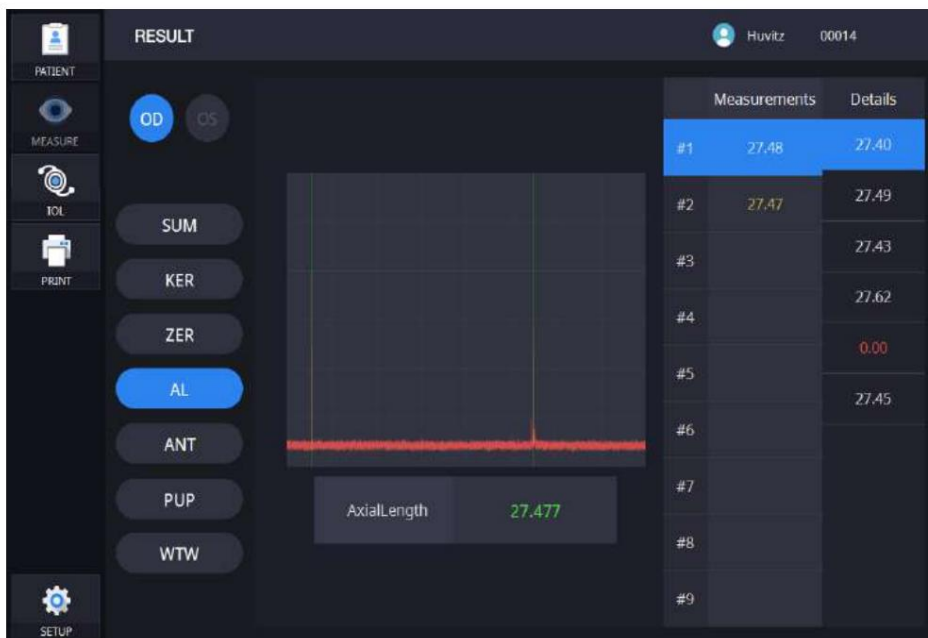 RESULT
Huvitz 00014
PATIENT
MEASURE
IOL
PRINT
SETUP
OD OS
SUM
KER
ZER
AL
ANT
PUP
WTW
AxialLength 27.477
Measurements Details
#1 27.48 27.40
#2 27.47 27.49
#3 27.43
#4 27.62
0.00
#5 27.45
#6
#7
#8
#9